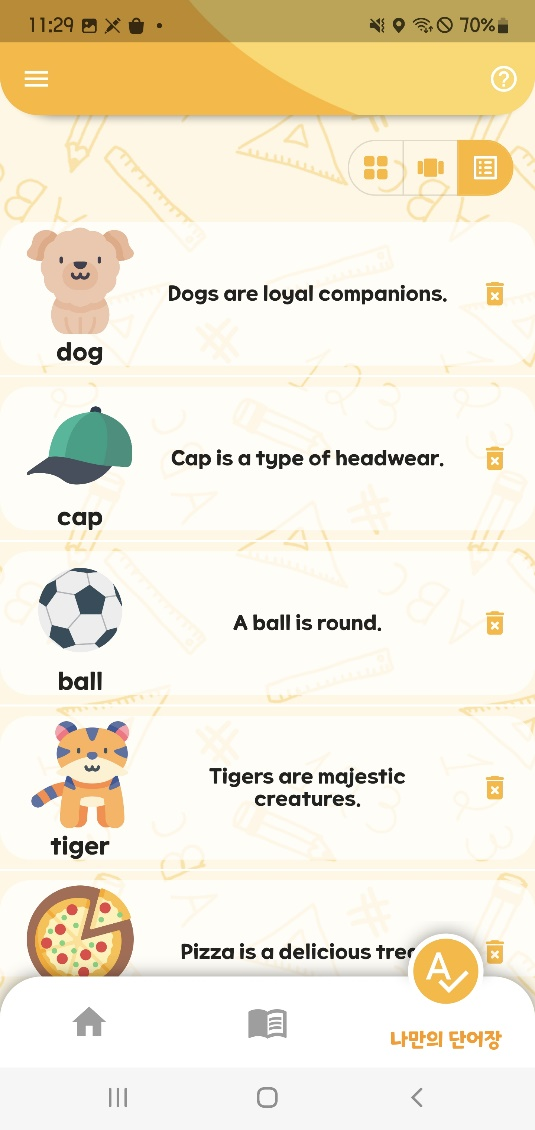 11:29
70%
Dogs are loyal companions.
dog
Cap is a type of headwear.
cap
A ball is round.
ball
Tigers are majestic
creatures.
tiger
Pizza is a delicious
나만의 단어장